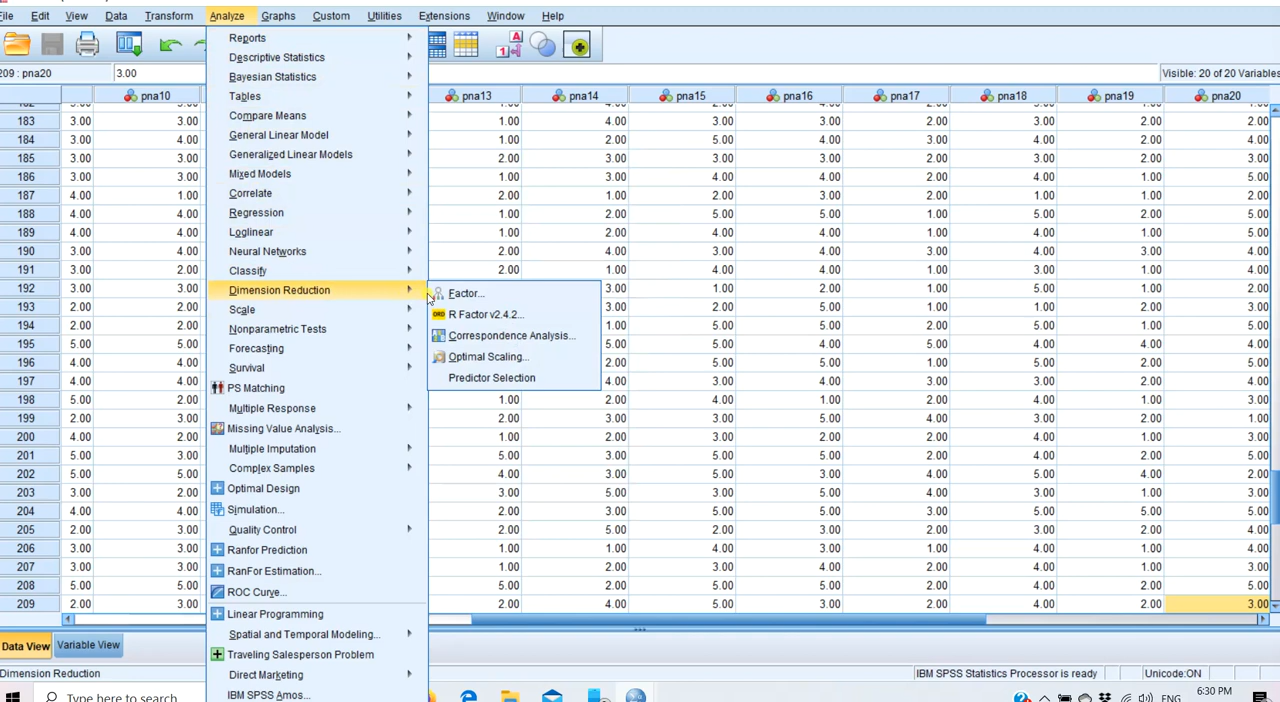 File Edit View Data Transform Analyze Graphs Custom Utilities Extensions Window Help
209 : pna20 3.00 Visible: 20 of 20 Variables
pna10 pna13 pna14 pna15 pna16 pna17 pna18 pna19 pna20
183 3.00 3.00 1.00 4.00 3.00 3.00 2.00 3.00 2.00 2.00
184 3.00 4.00 1.00 2.00 5.00 4.00 3.00 4.00 2.00 4.00
185 3.00 3.00 2.00 3.00 3.00 3.00 2.00 3.00 2.00 3.00
186 3.00 4.00 1.00 3.00 4.00 4.00 1.00 4.00 2.00 5.00
187 4.00 1.00 2.00 1.00 2.00 3.00 2.00 1.00 1.00 2.00
188 4.00 4.00 1.00 2.00 5.00 5.00 1.00 5.00 2.00 5.00
189 4.00 4.00 1.00 2.00 4.00 4.00 1.00 4.00 1.00 5.00
190 3.00 4.00 2.00 4.00 3.00 4.00 3.00 4.00 3.00 4.00
191 3.00 2.00 2.00 1.00 4.00 4.00 1.00 4.00 1.00 4.00
192 3.00 3.00 3.00 1.00 2.00 5.00 3.00 1.00 2.00
193 2.00 3.00 2.00 5.00 5.00 2.00 5.00 2.00 4.00
194 2.00 4.00 1.00 5.00 4.00 2.00 4.00 2.00 4.00
195 5.00 4.00 5.00 4.00 5.00 4.00 4.00 2.00 5.00
196 4.00 3.00 2.00 5.00 5.00 1.00 5.00 2.00 4.00
197 4.00 3.00 4.00 3.00 4.00 3.00 4.00 3.00 4.00
198 5.00 2.00 1.00 2.00 4.00 1.00 2.00 4.00 2.00 4.00
199 2.00 3.00 2.00 3.00 3.00 5.00 4.00 3.00 2.00 1.00
200 4.00 2.00 1.00 2.00 3.00 2.00 1.00 4.00 2.00 4.00
201 5.00 3.00 5.00 3.00 3.00 5.00 2.00 4.00 2.00 3.00
202 5.00 5.00 4.00 3.00 3.00 5.00 4.00 5.00 4.00 2.00
203 3.00 2.00 3.00 5.00 3.00 5.00 4.00 3.00 1.00 3.00
204 4.00 4.00 2.00 3.00 5.00 5.00 3.00 5.00 3.00 5.00
205 2.00 3.00 2.00 5.00 2.00 3.00 2.00 3.00 2.00 4.00
206 3.00 3.00 1.00 1.00 4.00 3.00 1.00 4.00 1.00 4.00
207 3.00 2.00 1.00 3.00 3.00 4.00 2.00 4.00 2.00 3.00
208 5.00 5.00 5.00 2.00 5.00 5.00 2.00 5.00 2.00 5.00
209 2.00 3.00 2.00 4.00 5.00 3.00 2.00 4.00 2.00 3.00
Reports
Descriptive Statistics
Bayesian Statistics
Tables
Compare Means
General Linear Model
Generalized Linear Models
Mixed Models
Correlate
Regression
Loglinear
Neural Networks
Classify
Dimension Reduction
Scale
Nonparametric Tests
Forecasting
Survival
PS Matching
Multiple Response
Missing Value Analysis...
Multiple Imputation
Complex Samples
Optimal Design
Simulation...
Quality Control
Ranfor Prediction
RanFor Estimation...
ROC Curve...
Linear Programming
Spatial and Temporal Modeling...
Traveling Salesperson Problem
Direct Marketing
IBM SPSS Amos...
Factor...
R Factor v2.4.2...
Correspondence Analysis...
Optimal Scaling...
Predictor Selection
Data View Variable View
Dimension Reduction IBM SPSS Statistics Processor is ready Unicode:ON
Type here to search ENG 6:30 PM